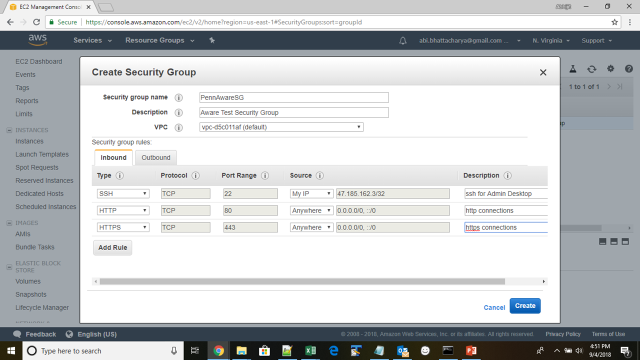 EC2 Management Con
Secure https://console.aws.amazon.com/ec2/v2/home?region=us-east-1#SecurityGroups:sort=groupId
aws Services Resource Groups abi.bhattacharya@gmail.com N. Virginia Support
EC2 Dashboard
Events
Tags
Reports
Limits
INSTANCES
Instances
Launch Templates
Spot Requests
Reserved Instances
Dedicated Hosts
Scheduled Instances
IMAGES
AMIs
Bundle Tasks
ELASTIC BLOCK
STORE
Volumes
Snapshots
Lifecycle Manager
1 to 1 of 1
Create Security Group
Security group name PennAwareSG
Description Aware Test Security Group
VPC vpc-d5c011af (default)
Security group rules:
Inbound Outbound
Type Protocol Port Range Source Description
SSH TCP 22 My IP 47.185.162.3/32 ssh for Admin Desktop
HTTP TCP 80 Anywhere 0.0.0.0/0, ::/0 http connections
HTTPS TCP 443 Anywhere 0.0.0.0/0, ::/0 https connections
Add Rule
Cancel Create
Feedback English (US) © 2008 - 2018, Amazon Web Services, Inc. or its affiliates. All rights reserved. Privacy Policy Terms of Use
Type here to search
4:51 PM
9/4/2018